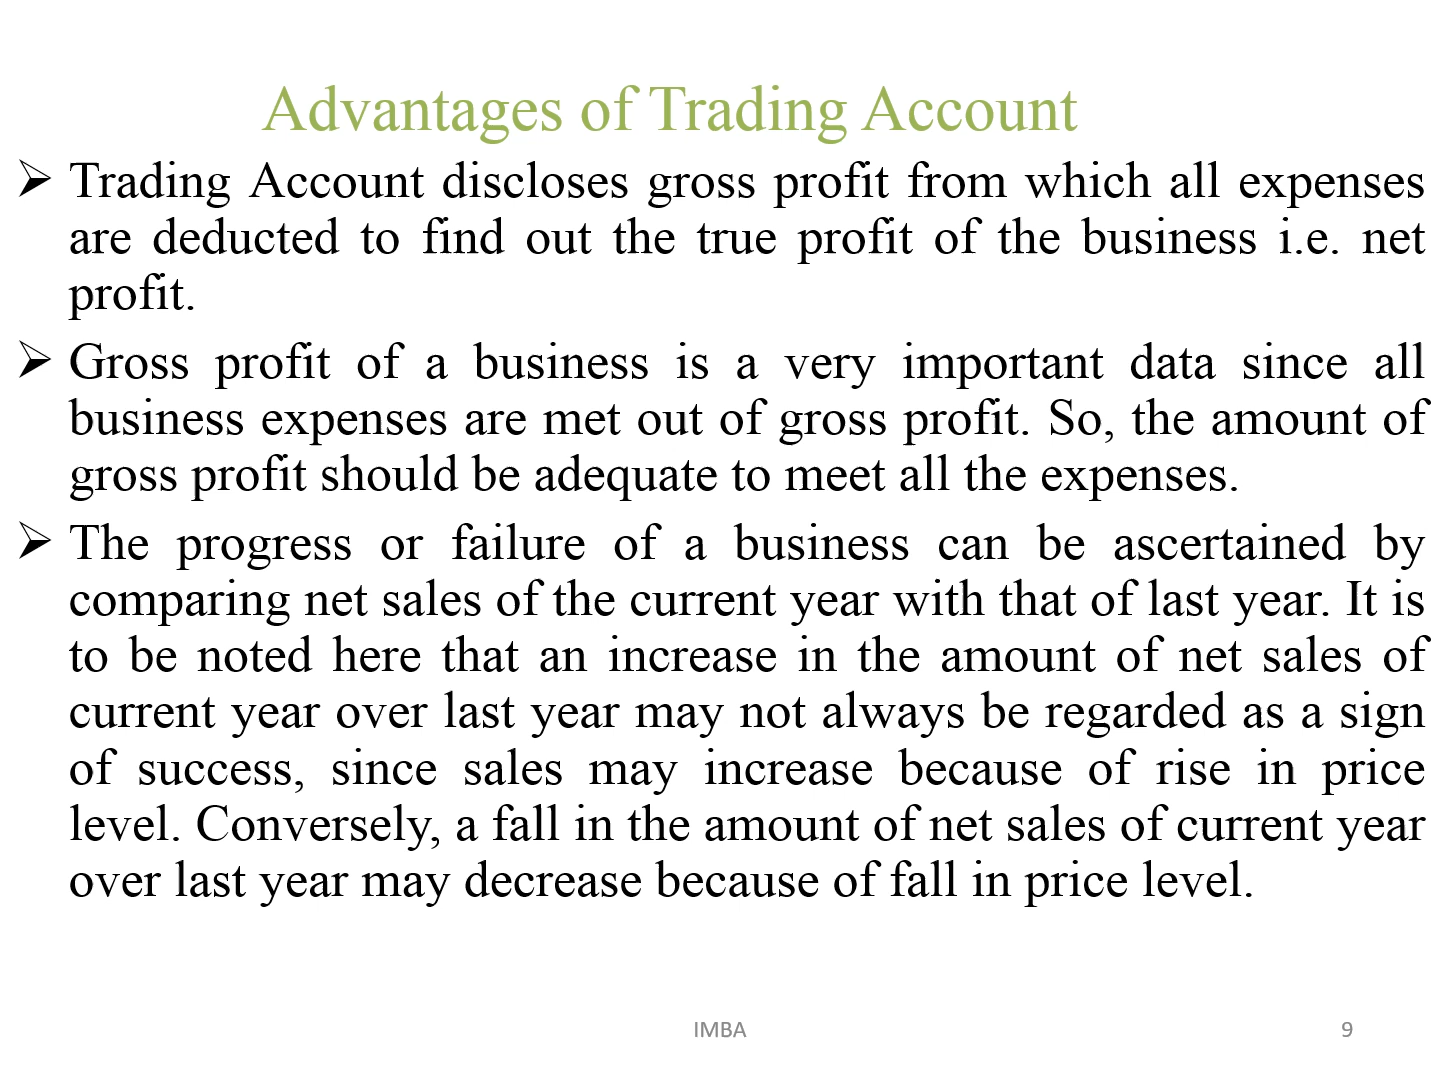 Advantages of Trading Account
➢ Trading Account discloses gross profit from which all expenses
are deducted to find out the true profit of the business i.e. net
profit.
➢ Gross profit of a business is a very important data since all
business expenses are met out of gross profit. So, the amount of
gross profit should be adequate to meet all the expenses.
➢ The progress or failure of a business can be ascertained by
comparing net sales of the current year with that of last year. It is
to be noted here that an increase in the amount of net sales of
current year over last year may not always be regarded as a sign
of success, since sales may increase because of rise in price
level. Conversely, a fall in the amount of net sales of current year
over last year may decrease because of fall in price level.
IMBA
9